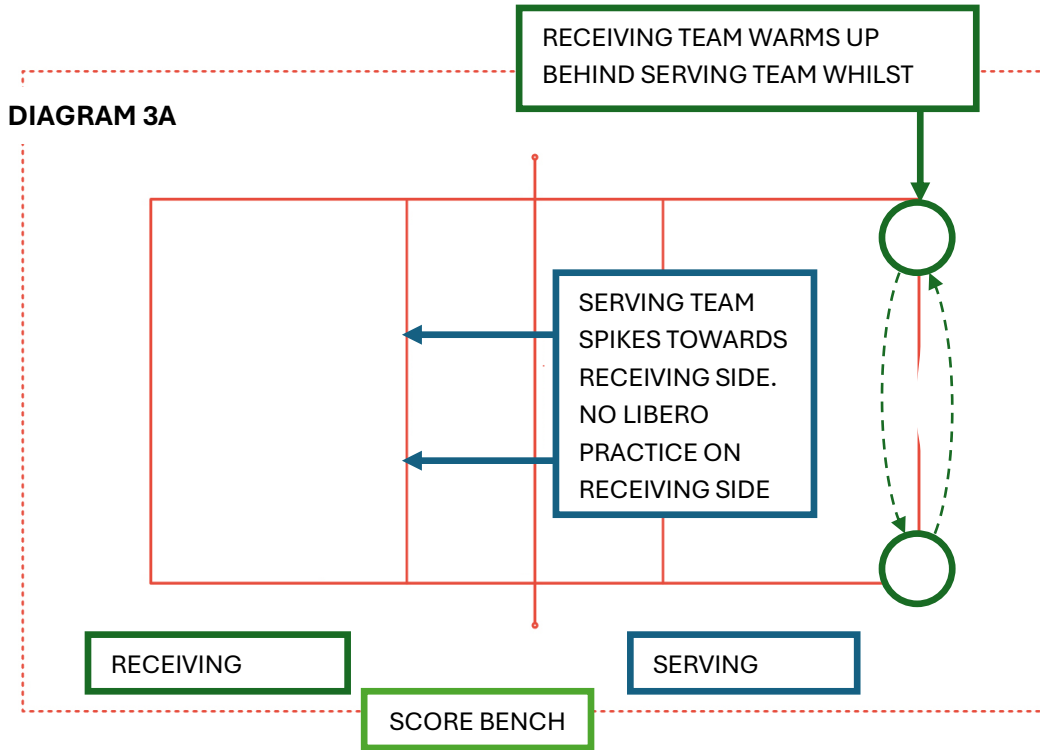 RECEIVING TEAM WARMS UP
BEHIND SERVING TEAM WHILST
DIAGRAM 3A
SERVING TEAM
SPIKES TOWARDS
RECEIVING SIDE.
NO LIBERO
PRACTICE ON
RECEIVING SIDE
RECEIVING
SERVING
SCORE BENCH